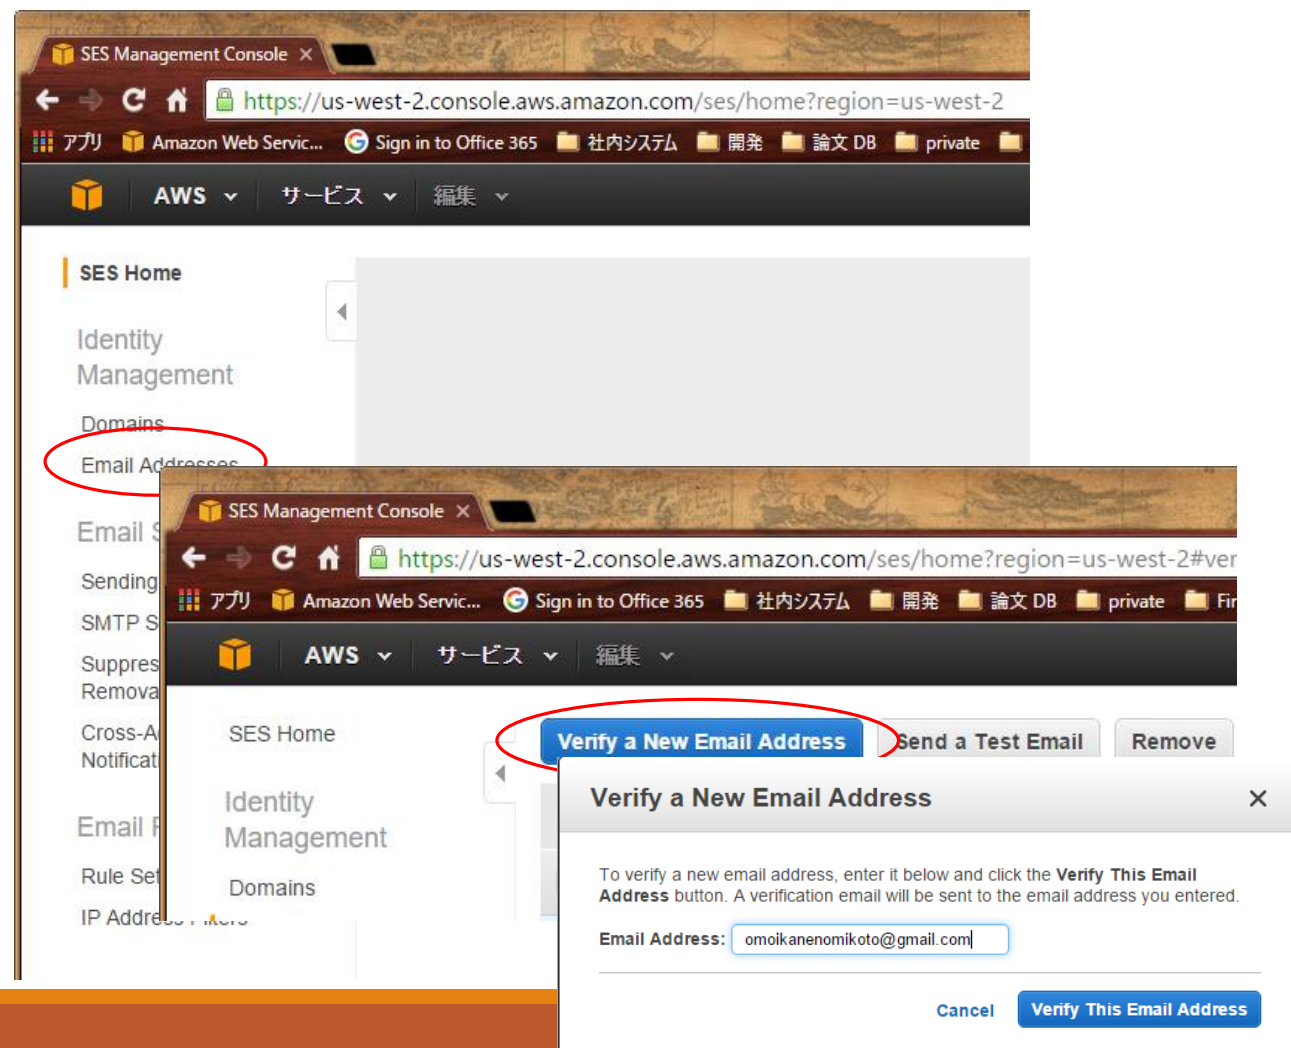 SES Management Console
https://us-west-2.console.aws.amazon.com/ses/home?region=us-west-2
アプリ Amazon Web Servic... Sign in to Office 365 社内システム 開発 論文 DB private
AWS サービス 編集
SES Home
Identity
Management
Domains
Email Addresses
Email S
Sending
SMTP S
Suppres
Remova
Cross-A
Notificati
Email F
Rule Set
IP Address Filters
SES Management Console
https://us-west-2.console.aws.amazon.com/ses/home?region=us-west-2#ver
アプリ Amazon Web Servic... Sign in to Office 365 社内システム 開発 論文 DB private Fir
AWS サービス 編集
SES Home
Identity
Management
Domains
Verify a New Email Address Send a Test Email Remove
Verify a New Email Address
To verify a new email address, enter it below and click the Verify This Email
Address button. A verification email will be sent to the email address you entered.
Email Address: omoikanenomikoto@gmail.com
Cancel Verify This Email Address